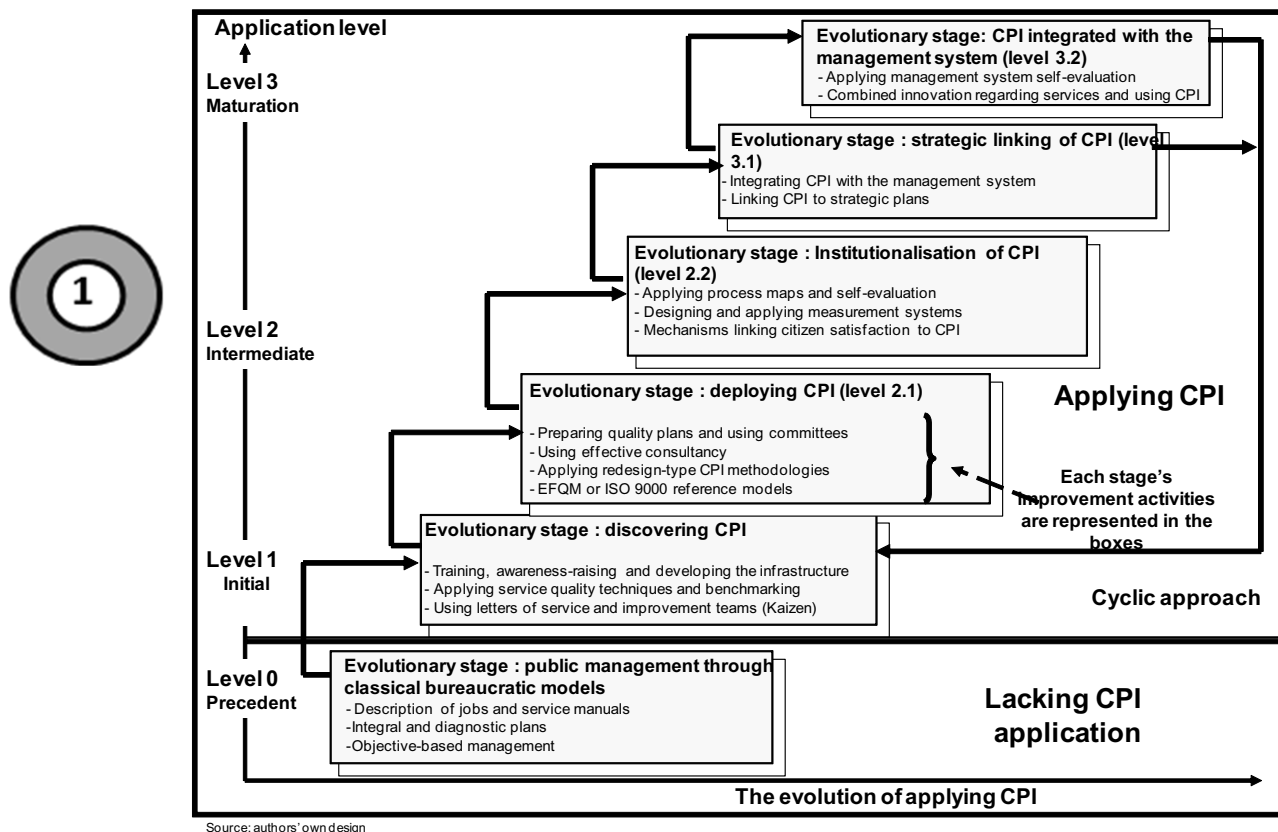 Application level
Level 3
Maturation
Evolutionary stage: CPI integrated with the
management system (level 3.2)
- Applying management system self-evaluation
- Combined innovation regarding services and using CPI
Evolutionary stage : strategic linking of CPI (level
3.1)
- Integrating CPI with the management system
- Linking CPI to strategic plans
1
Level 2
Intermediate
Evolutionary stage : Institutionalisation of CPI
(level 2.2)
- Applying process maps and self-evaluation
- Designing and applying measurement systems
- Mechanisms linking citizen satisfaction to CPI
Evolutionary stage : deploying CPI (level 2.1)
- Preparing quality plans and using committees
- Using effective consultancy
- Applying redesign-type CPI methodologies
- EFQM or ISO 9000 reference models
Applying CPI
Each stage's
improvement activities
are represented in the
boxes
Level 1
Initial
Evolutionary stage : discovering CPI
- Training, awareness-raising and developing the infrastructure
- Applying service quality techniques and benchmarking
- Using letters of service and improvement teams (Kaizen)
Cyclic approach
Level 0
Precedent
Evolutionary stage : public management through
classical bureaucratic models
- Description of jobs and service manuals
-Integral and diagnostic plans
-Objective-based management
Lacking CPI
application
The evolution of applying CPI
Source: authors' own design